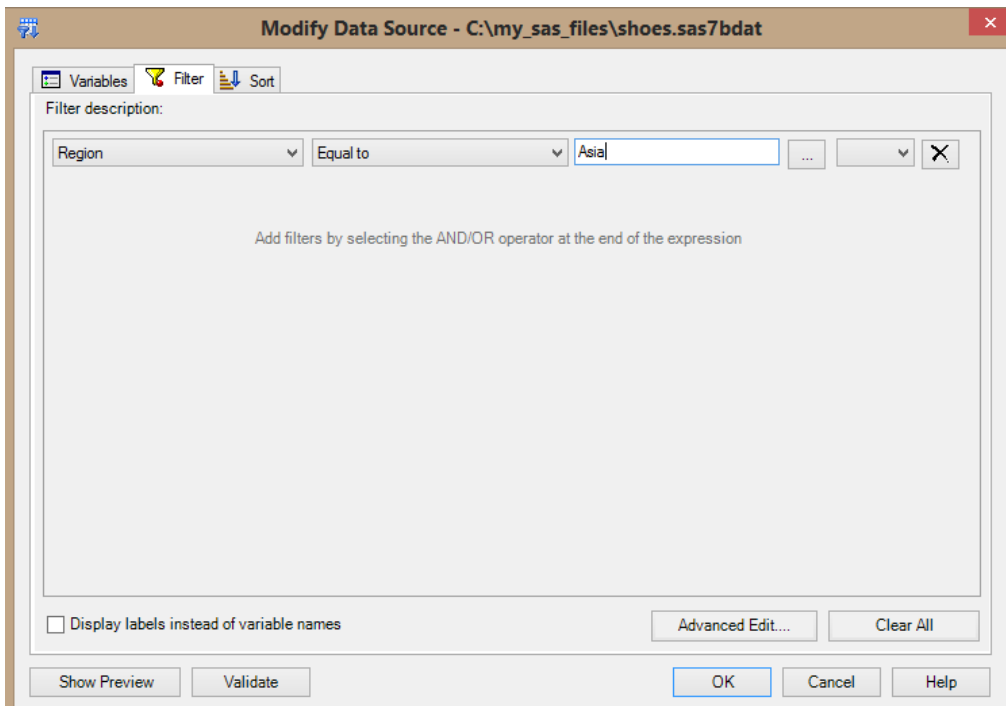 Modify Data Source - C:\my_sas_files\shoes.sas7bdat
Variables Filter Sort
Filter description:
Region Equal to Asia ...
Add filters by selecting the AND/OR operator at the end of the expression
Display labels instead of variable names Advanced Edit.... Clear All
Show Preview Validate OK Cancel Help